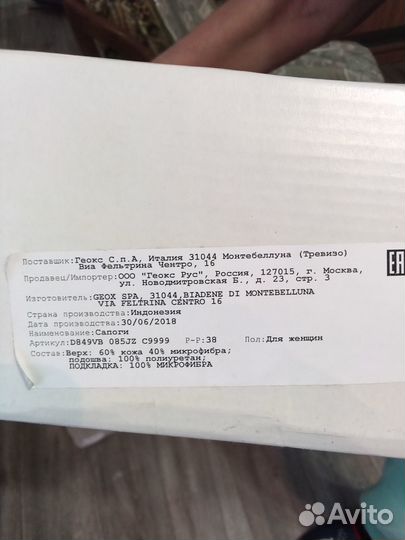 Поставщик:Геокс С.п.А, Италия 31044 Монтебеллуна (Тревизо)
Виа Фельтрина Чентро, 16
Продавец/Импортер:ООО "Геокс Рус", Россия, 127015, г. Москва,
ул. Новодмитровская Б., д. 23, стр. 3
Изготовитель:GEOX SPA, 31044,BIADENE DI MONTEBELLUNA
VIA FELTRINA CENTRO 16
Страна производства:Индонезия
Дата производства:30/06/2018
Наименование:Сапоги
Артикул:D849VB 085JZ C9999 Р-Р:38 Пол:Для женщин
Состав:Верх: 60% кожа 40% микрофибра;
подошва: 100% полиуретан;
ПОДКЛАДКА: 100% МИКРОФИБРА
EAC
Avito